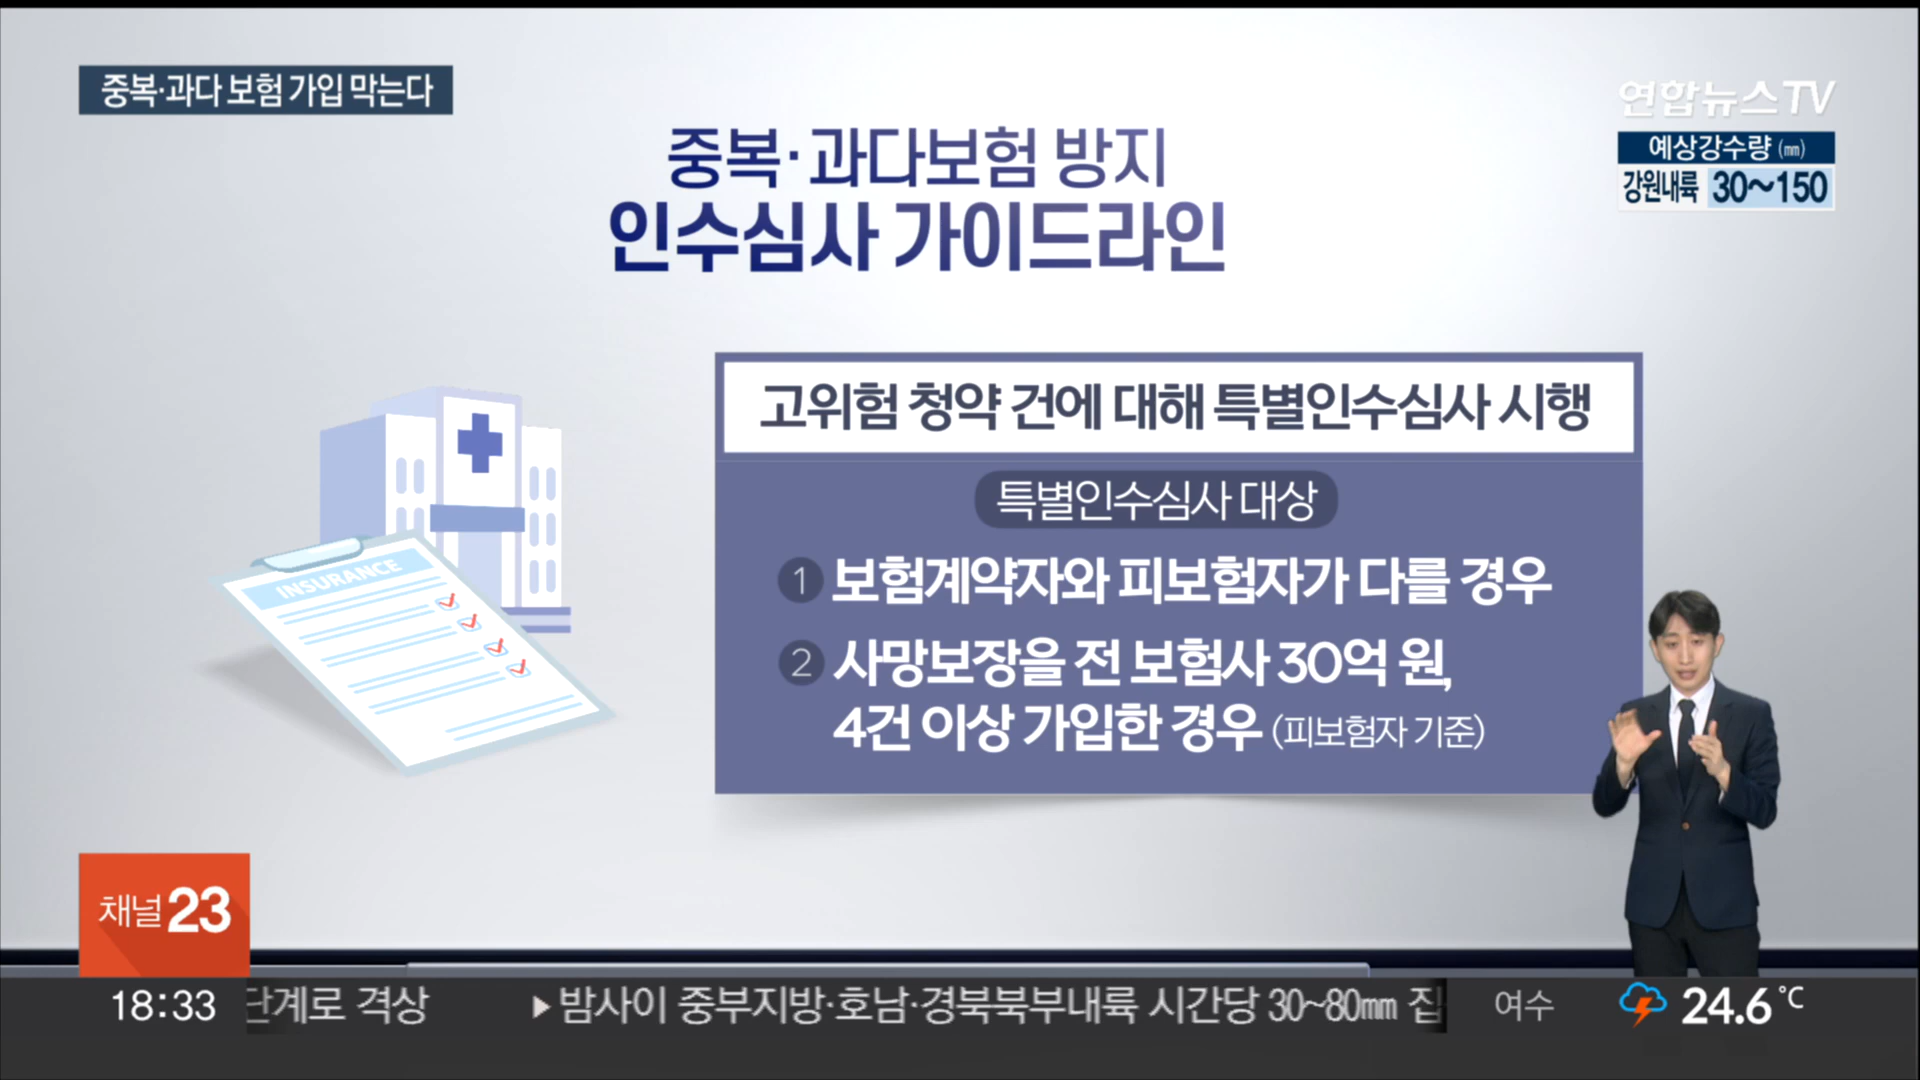 중복·과다 보험 가입 막는다
연합뉴스TV
예상강수량 (㎜)
강원내륙 30~150
중복·과다보험 방지
인수심사 가이드라인
고위험 청약 건에 대해 특별인수심사 시행
특별인수심사 대상
1 보험계약자와 피보험자가 다를 경우
2 사망보장을 전 보험사 30억 원,
4건 이상 가입한 경우 (피보험자 기준)
INSURANCE
채널 23
18:33 단계로 격상 ▶밤사이 중부지방·호남·경북북부내륙 시간당 30~80㎜ 집 여수 24.6℃